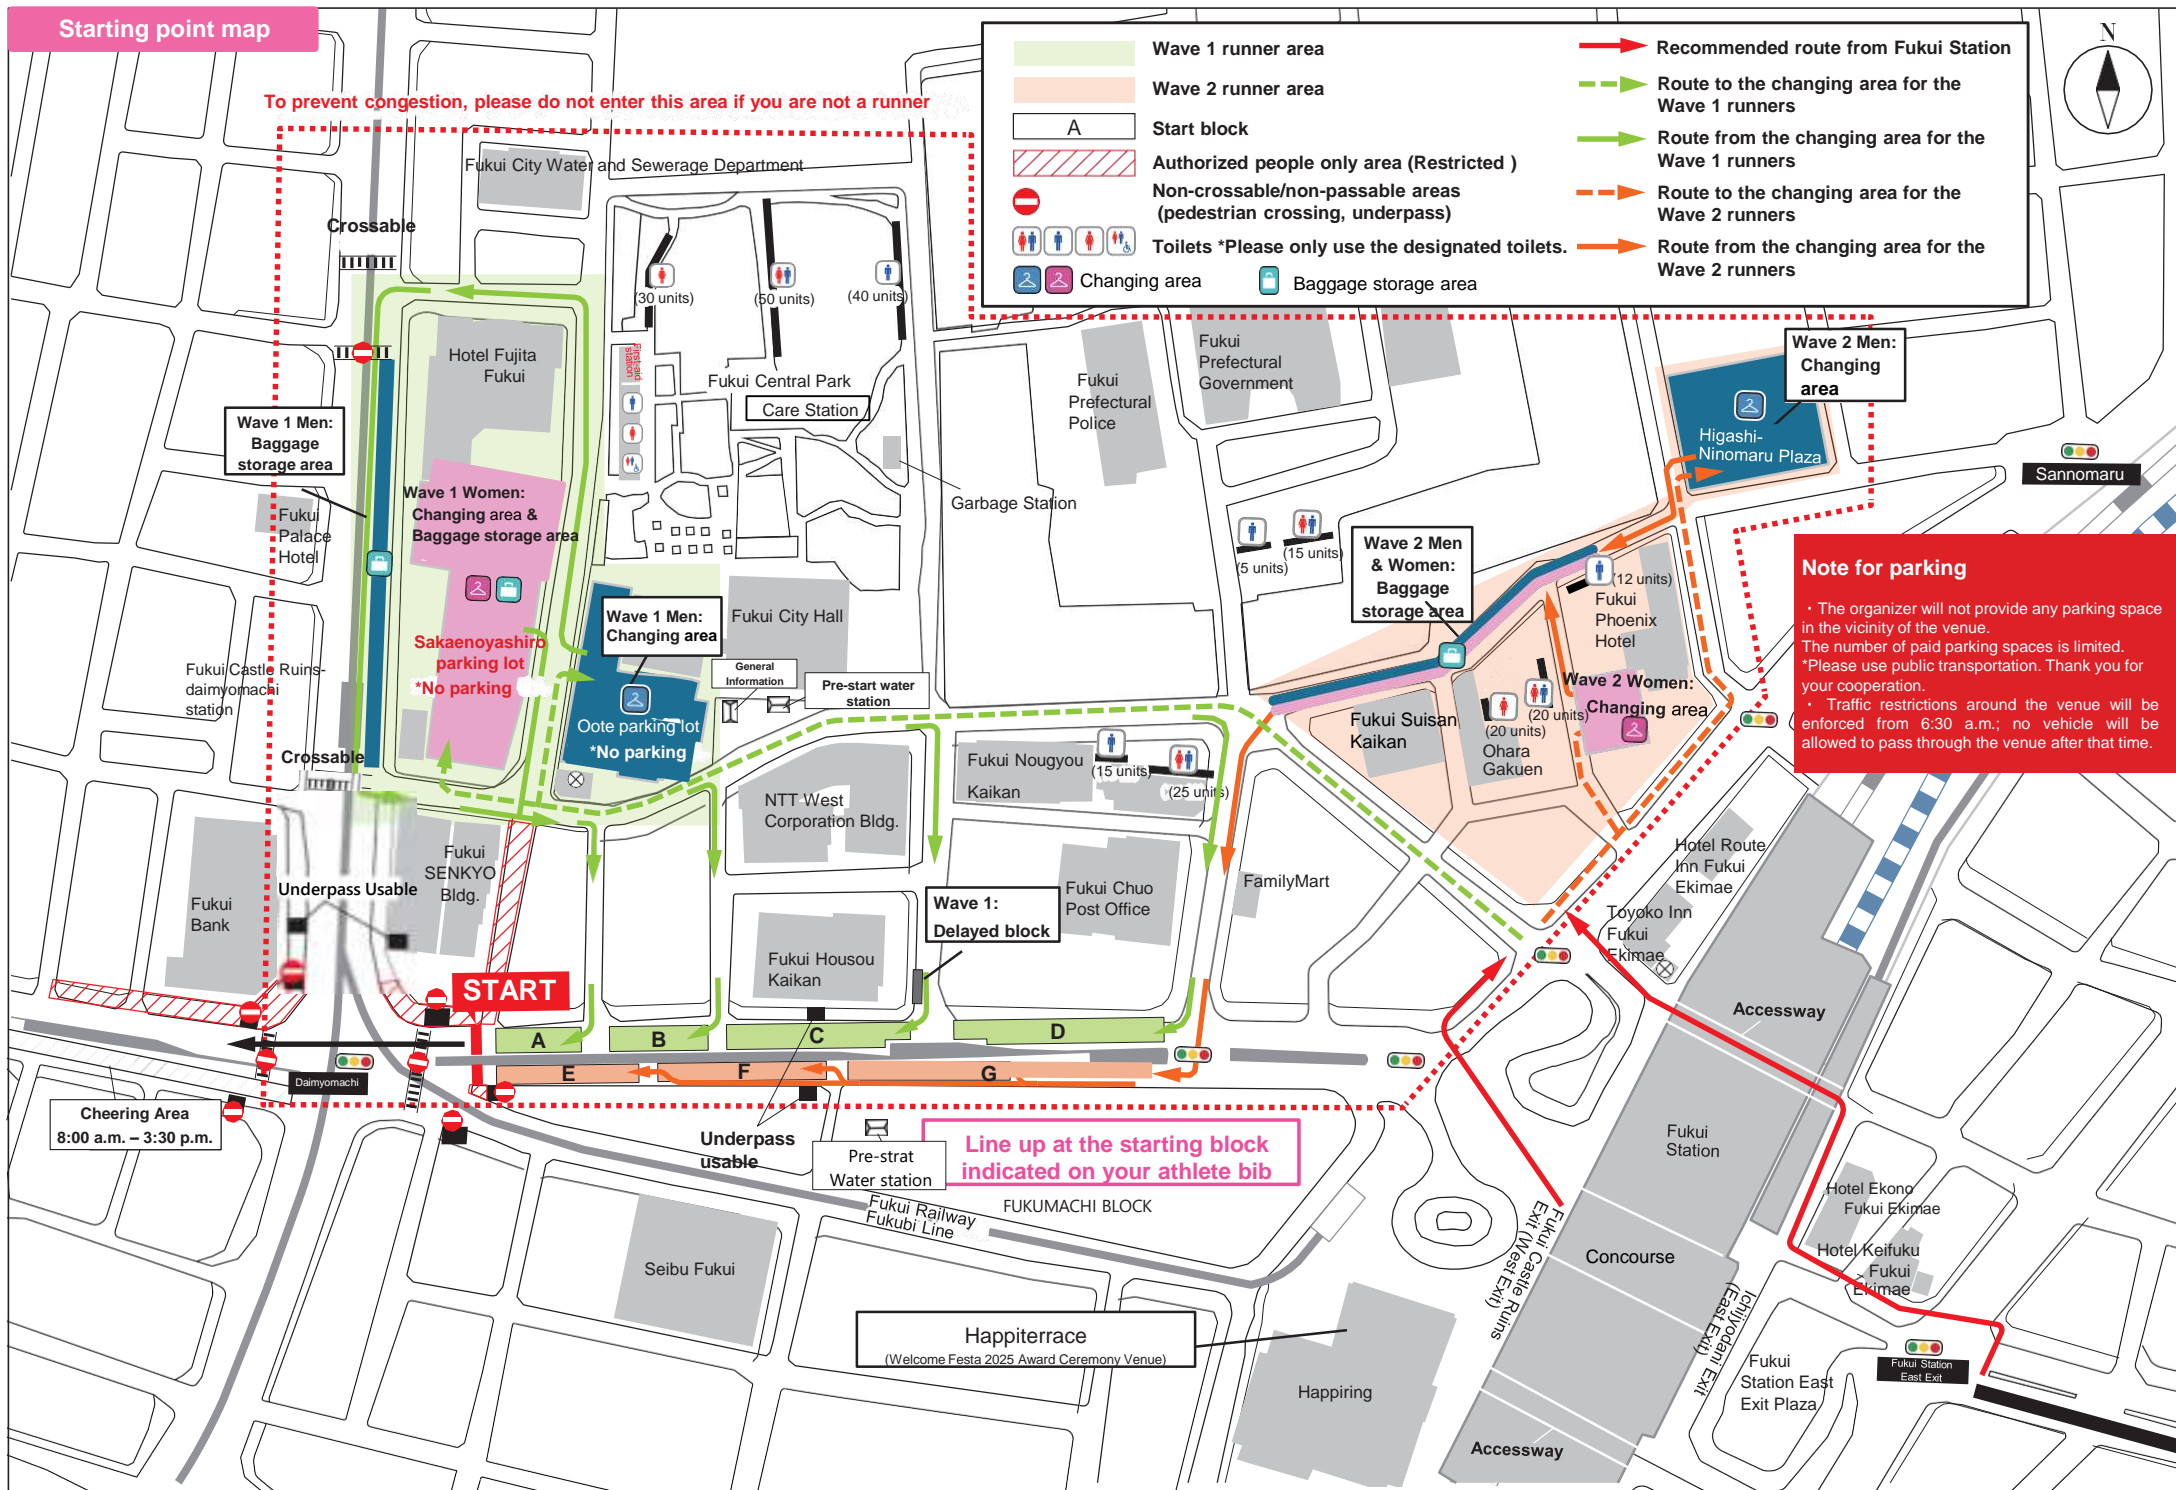 Starting point map
To prevent congestion, please do not enter this area if you are not a runner
Wave 1 runner area
Wave 2 runner area
A
Start block
Authorized people only area (Restricted )
Non-crossable/non-passable areas
(pedestrian crossing, underpass)
Toilets *Please only use the designated toilets.
Changing area
Baggage storage area
Recommended route from Fukui Station
Route to the changing area for the
Wave 1 runners
Route from the changing area for the
Wave 1 runners
Route to the changing area for the
Wave 2 runners
Route from the changing area for the
Wave 2 runners
N
Fukui City Water and Sewerage Department
Crossable
(30 units)
(50 units)
(40 units)
Hotel Fujita
Fukui
First-aid
station
Fukui Central Park
Care Station
Fukui
Prefectural
Police
Fukui
Prefectural
Government
Wave 2 Men:
Changing
area
Higashi-
Ninomaru Plaza
Sannomaru
Wave 1 Men:
Baggage
storage area
Fukui
Palace
Hotel
Wave 1 Women:
Changing area &
Baggage storage area
Garbage Station
(5 units)
(15 units)
Wave 2 Men
& Women:
Baggage
storage area
(12 units)
Fukui
Phoenix
Hotel
Note for parking
・The organizer will not provide any parking space
in the vicinity of the venue.
The number of paid parking spaces is limited.
*Please use public transportation. Thank you for
your cooperation.
・ Traffic restrictions around the venue will be
enforced from 6:30 a.m.; no vehicle will be
allowed to pass through the venue after that time.
Wave 1 Men:
Changing area
Fukui City Hall
Sakaenoyashiro
parking lot
*No parking
General
Information
Pre-start water
station
Fukui Castle Ruins-
daimyomachi
station
Oote parking lot
*No parking
Fukui Suisan
Kaikan
(20 units)
(20 units)
Ohara
Gakuen
Wave 2 Women:
Changing area
Crossable
Fukui Nougyou
Kaikan
(15 units)
(25 units)
NTT West
Corporation Bldg.
Fukui
SENKYO
Bldg.
Underpass Usable
Fukui
Bank
Fukui Chuo
Post Office
FamilyMart
Hotel Route
Inn Fukui
Ekimae
Toyoko Inn
Fukui
Ekimae
Wave 1:
Delayed block
Fukui Housou
Kaikan
START
A
B
C
D
E
F
G
Accessway
Daimyomachi
Cheering Area
8:00 a.m. – 3:30 p.m.
Underpass
usable
Pre-strat
Water station
Line up at the starting block
indicated on your athlete bib
FUKUMACHI BLOCK
Fukui Railway
Fukubi Line
Fukui
Station
Hotel Ekono
Fukui Ekimae
Hotel Keifuku
Fukui
Ekimae
Concourse
Fukui Castle Ruins
Exit (West Exit)
Ichijyodani Exit
(East Exit)
Seibu Fukui
Happiterrace
(Welcome Festa 2025 Award Ceremony Venue)
Happiring
Fukui Station
East Exit
Fukui
Station East
Exit Plaza
Accessway